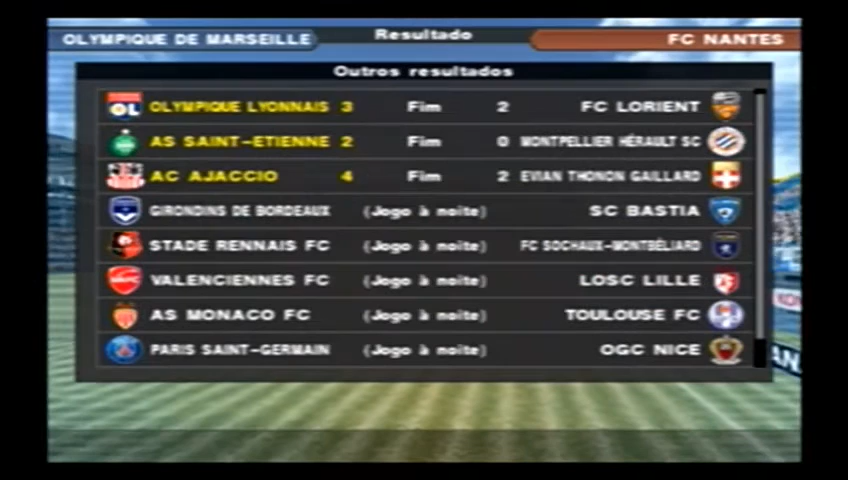 OLYMPIQUE DE MARSEILLE Resultado FC NANTES
Outros resultados
OL OLYMPIQUE LYONNAIS 3 Fim 2 FC LORIENT
AS SAINT-ETIENNE 2 Fim 0 MONTPELLIER HÉRAULT SC
AC AJACCIO 4 Fim 2 EVIAN THONON GAILLARD
GIRONDINS DE BORDEAUX (Jogo à noite) SC BASTIA
STADE RENNAIS FC (Jogo à noite) FC SOCHAUX-MONTBÉLIARD
VALENCIENNES FC (Jogo à noite) LOSC LILLE
AS MONACO FC (Jogo à noite) TOULOUSE FC
PARIS SAINT-GERMAIN (Jogo à noite) OGC NICE